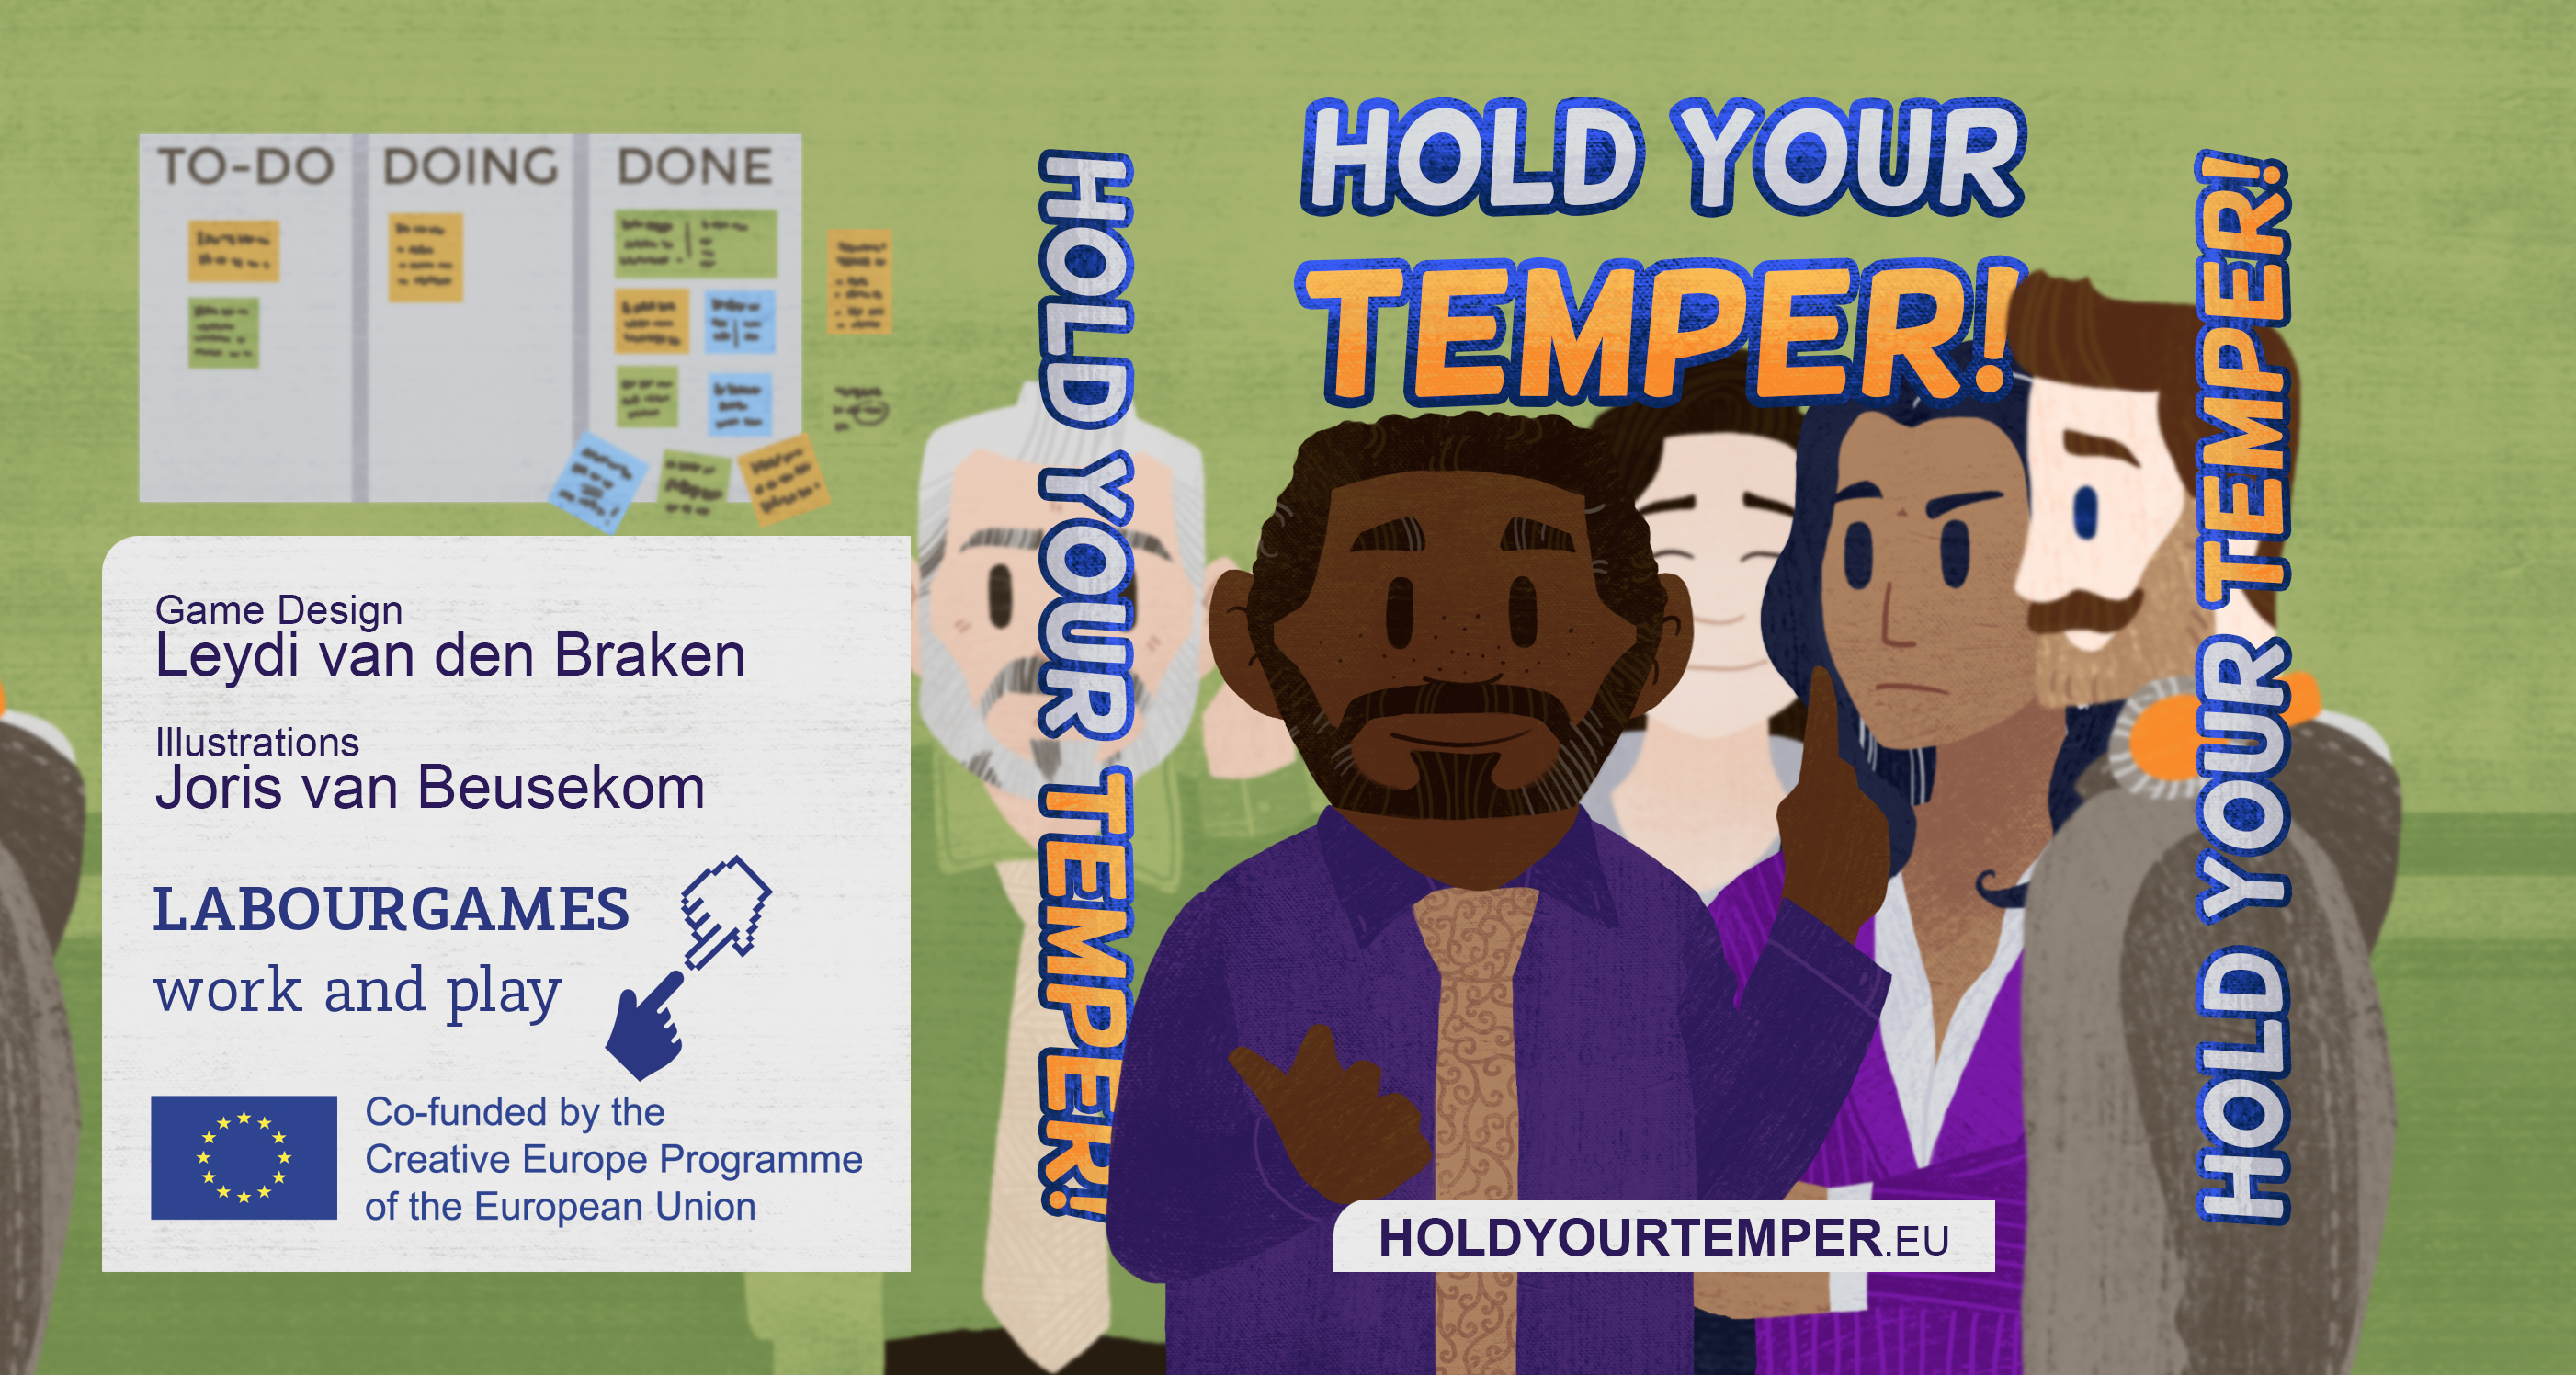 TO-DO
DOING
DONE
Game Design
Leydi van den Braken
Illustrations
Joris van Beusekom
LABOURGAMES
work and play
Co-funded by the
Creative Europe Programme
of the European Union
HOLD YOUR TEMPER!
HOLD YOUR
TEMPER!
HOLDYOURTEMPER.EU
HOLD YOUR TEMPER!